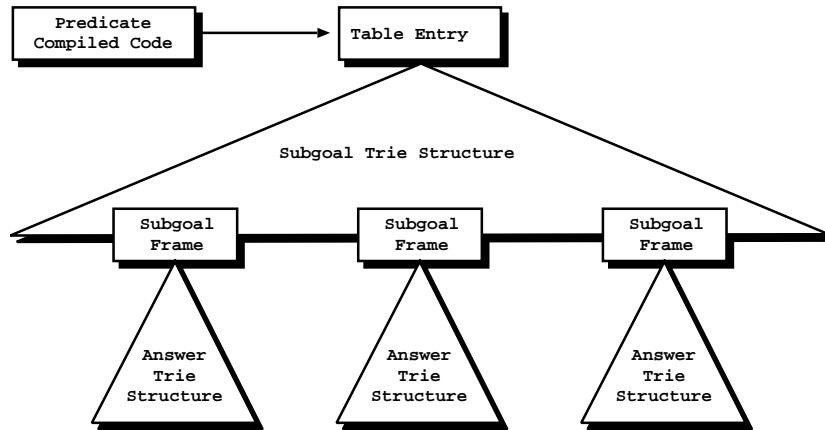 Predicate
Compiled Code
Table Entry
Subgoal Trie Structure
Subgoal
Frame
Subgoal
Frame
Subgoal
Frame
Answer
Trie
Structure
Answer
Trie
Structure
Answer
Trie
Structure